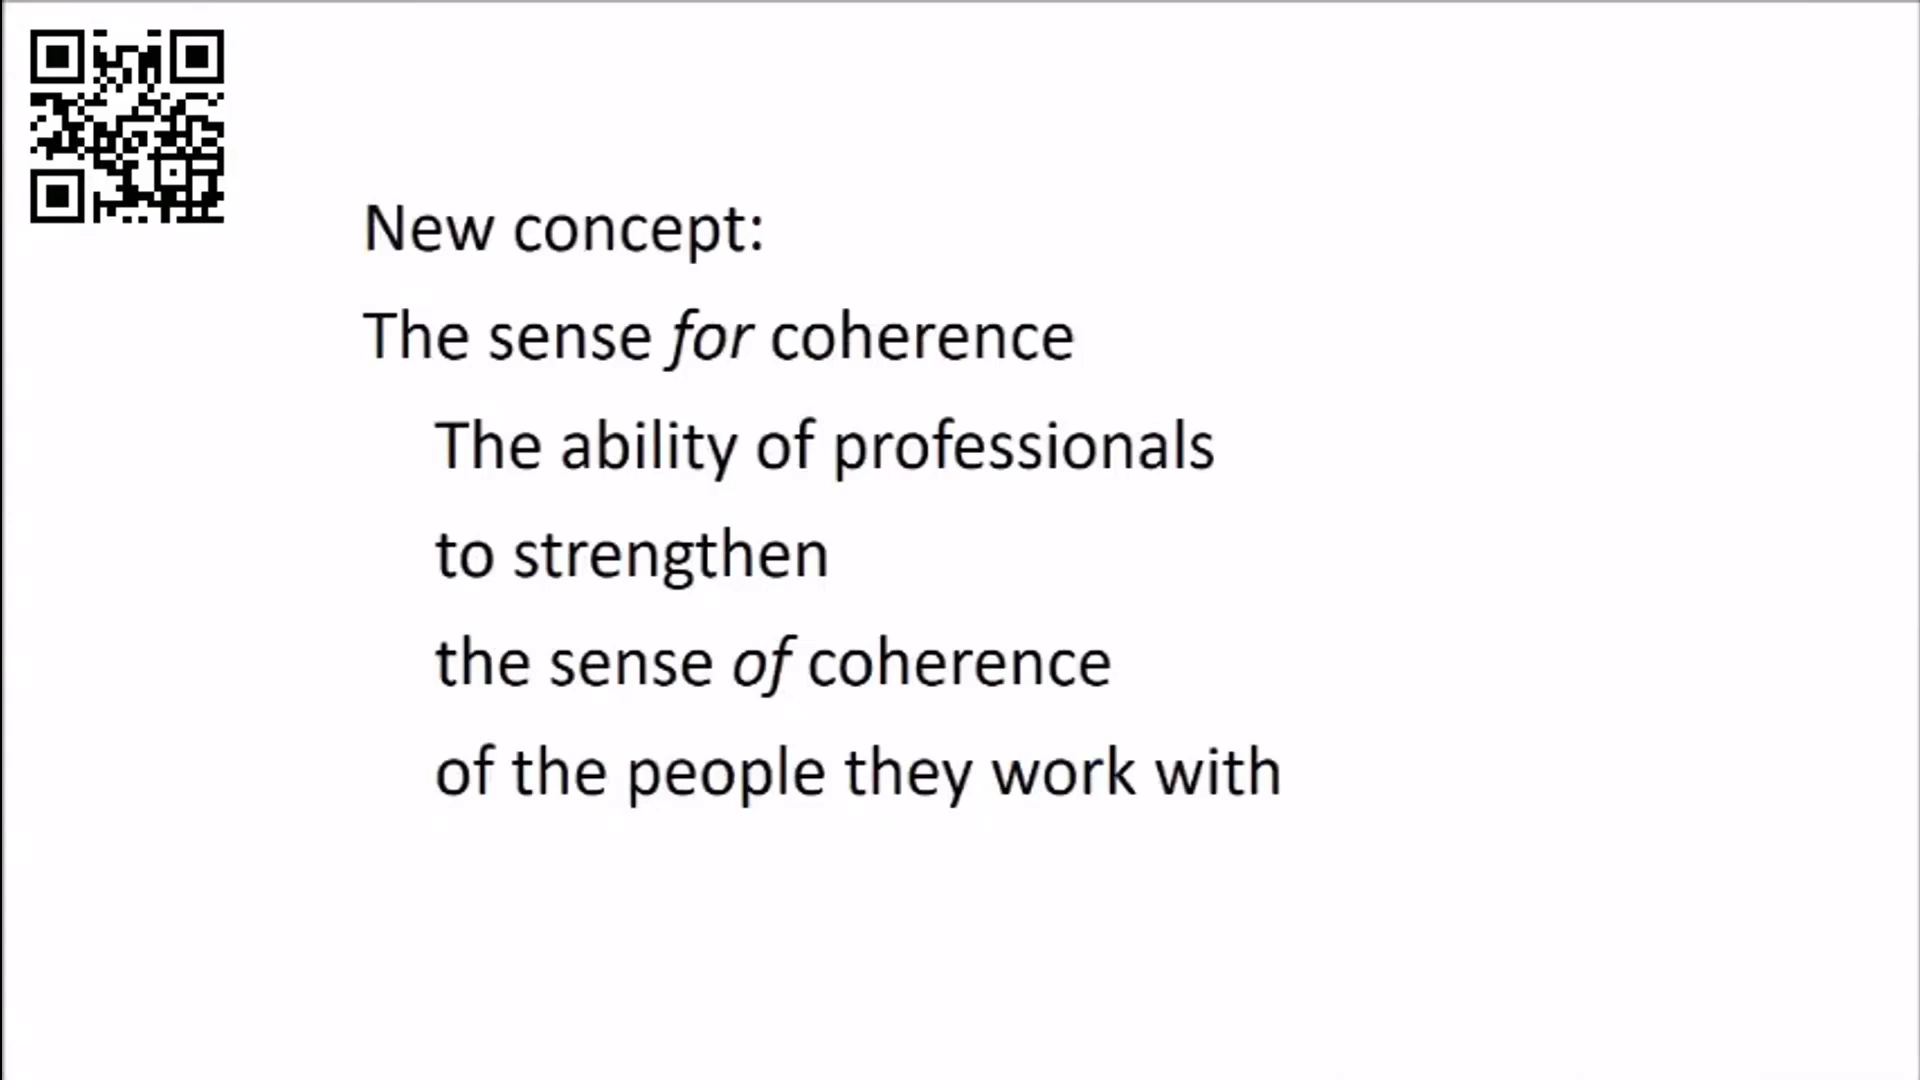 New concept:
The sense for coherence
The ability of professionals
to strengthen
the sense of coherence
of the people they work with